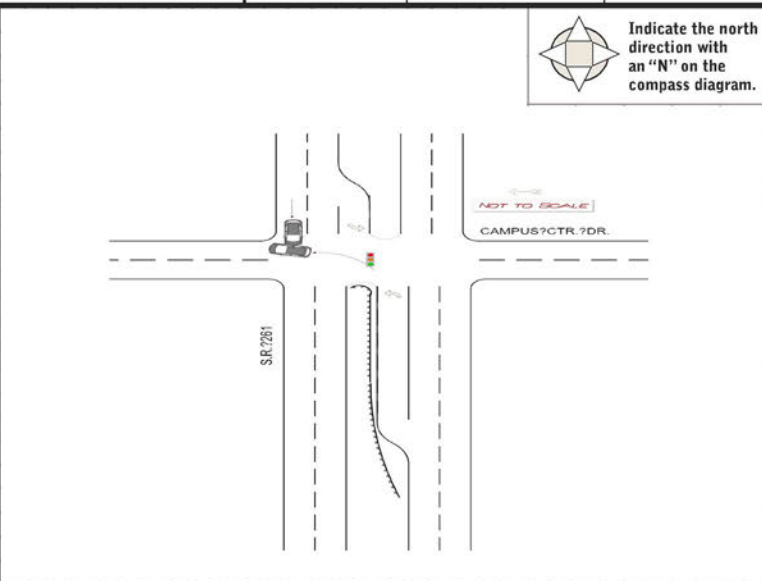 Indicate the north
direction with
an “N” on the
compass diagram.
NOT TO SCALE
CAMPUS?CTR.?DR.
S.R.?261